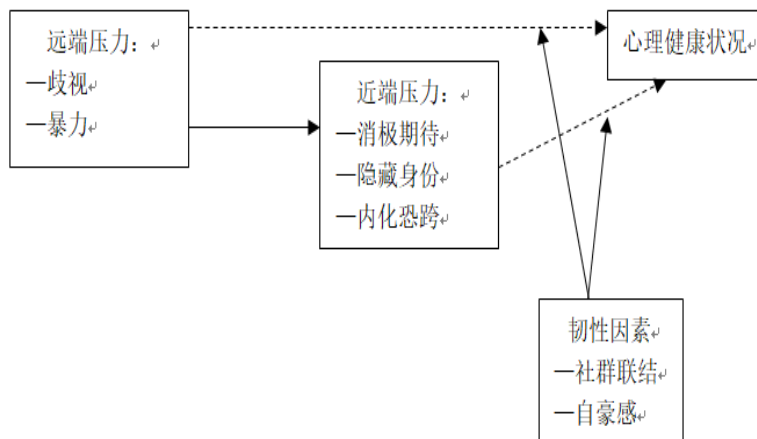 远端压力：
—歧视
—暴力
心理健康状况
近端压力：
—消极期待
—隐藏身份
—内化恐跨
韧性因素
—社群联结
—自豪感